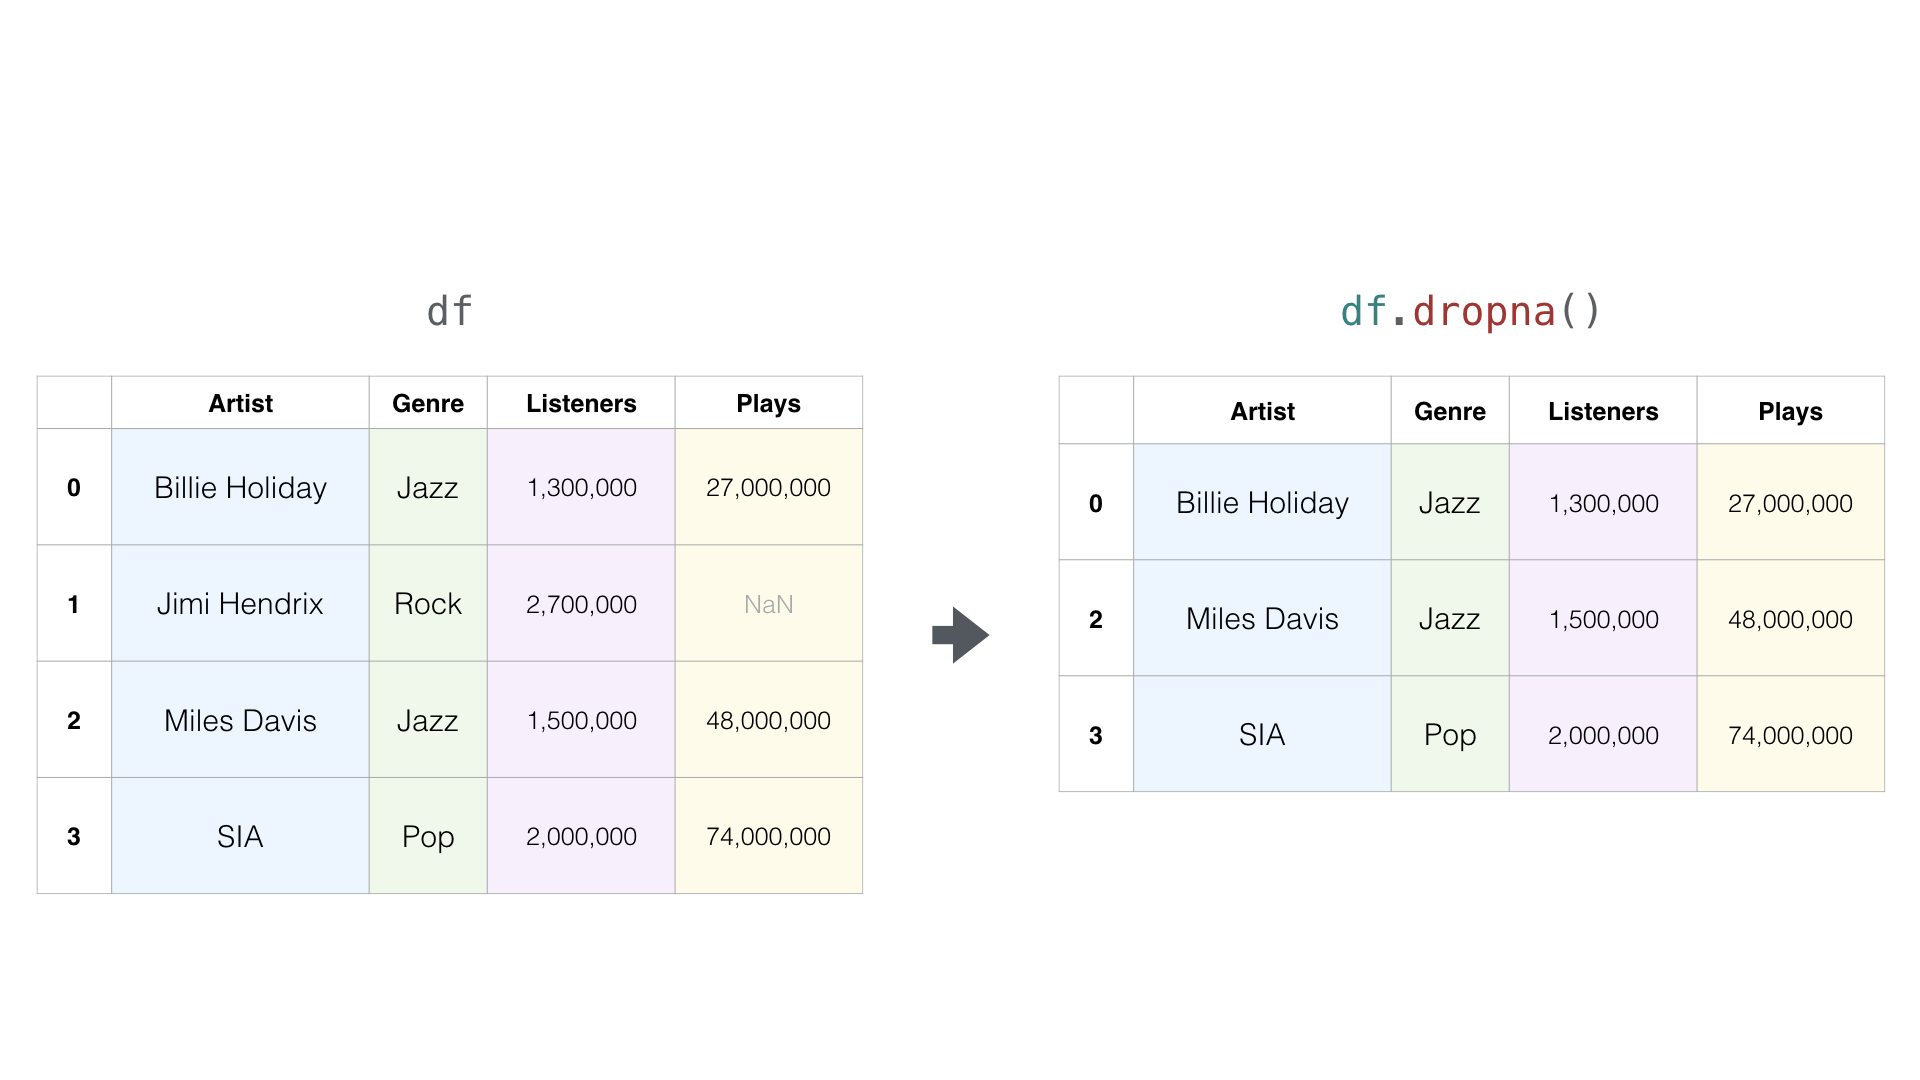 df
Artist Genre Listeners Plays
0 Billie Holiday Jazz 1,300,000 27,000,000
1 Jimi Hendrix Rock 2,700,000 NaN
2 Miles Davis Jazz 1,500,000 48,000,000
3 SIA Pop 2,000,000 74,000,000
df.dropna()
Artist Genre Listeners Plays
0 Billie Holiday Jazz 1,300,000 27,000,000
2 Miles Davis Jazz 1,500,000 48,000,000
3 SIA Pop 2,000,000 74,000,000